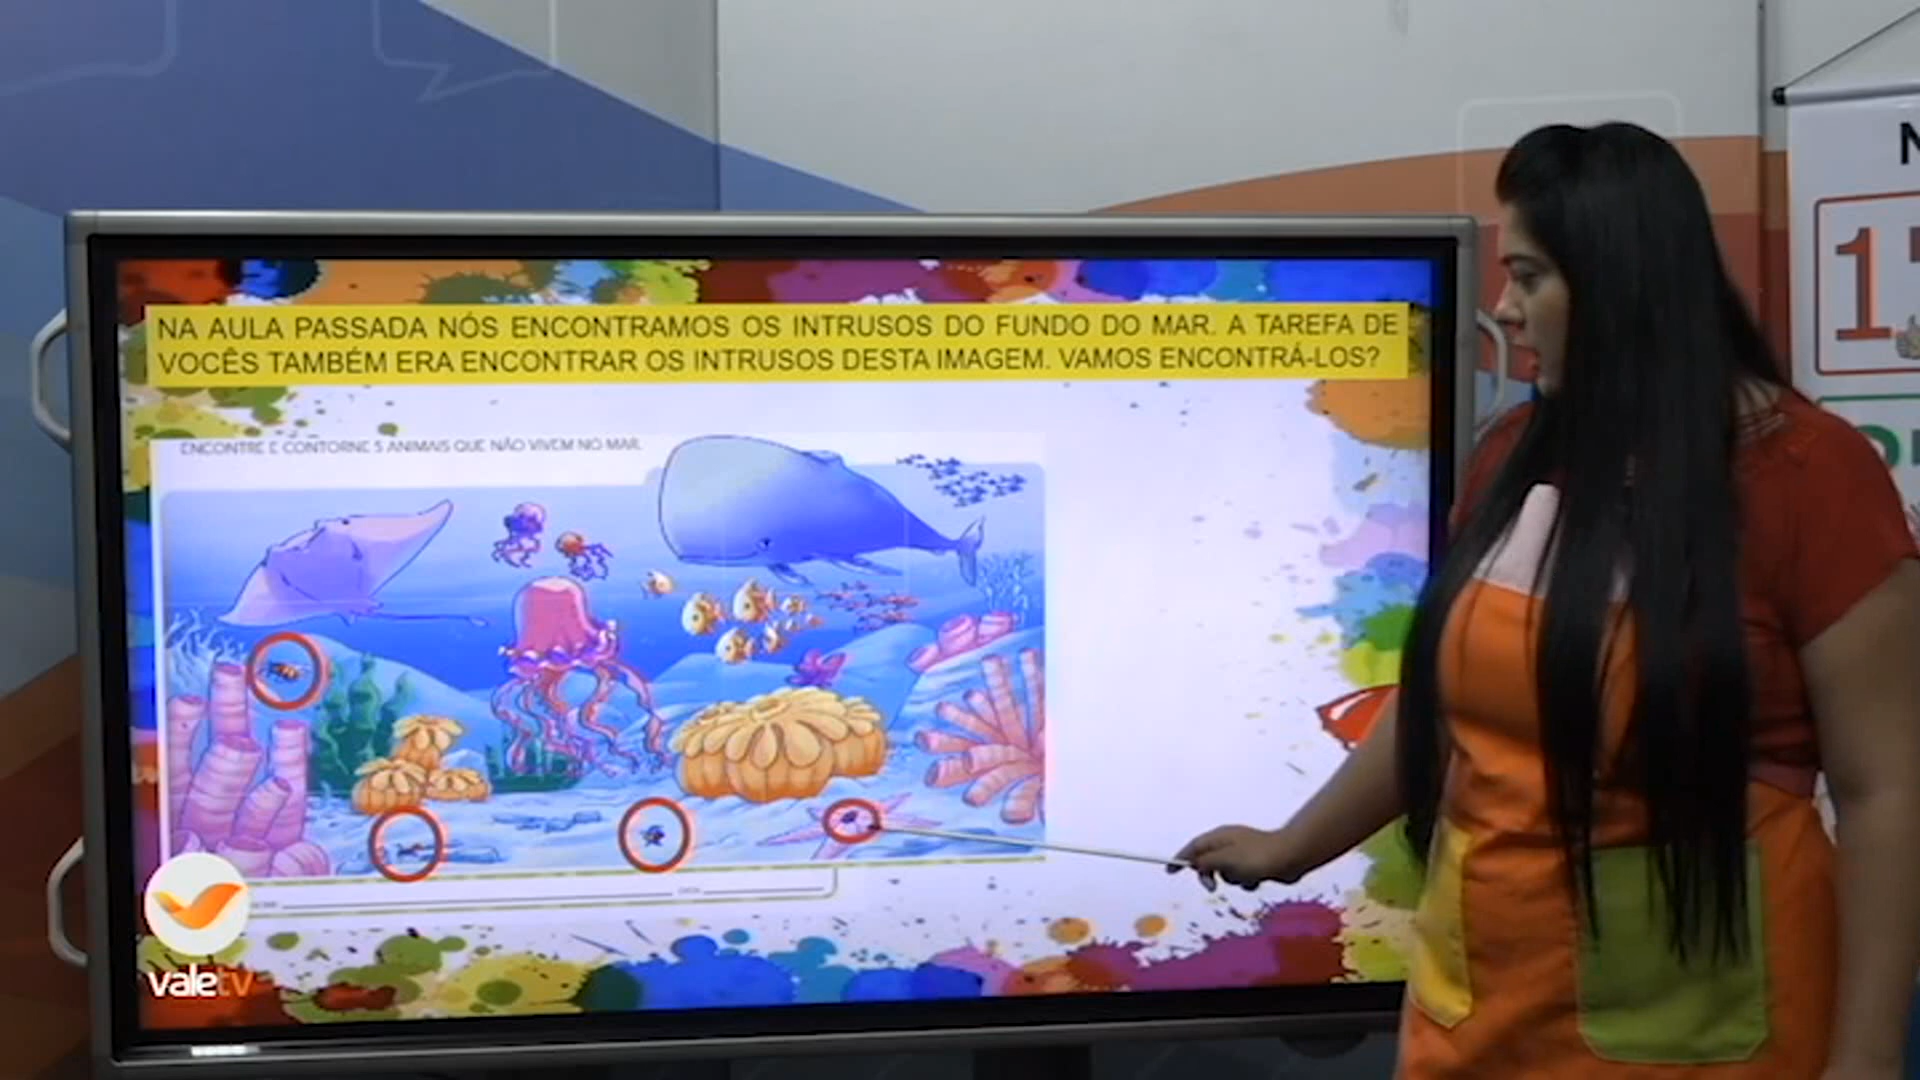 NA AULA PASSADA NÓS ENCONTRAMOS OS INTRUSOS DO FUNDO DO MAR. A TAREFA DE
VOCÊS TAMBÉM ERA ENCONTRAR OS INTRUSOS DESTA IMAGEM. VAMOS ENCONTRÁ-LOS?
ENCONTRE E CONTORNE 5 ANIMAIS QUE NÃO VIVEM NO MAR.
N
1
valetv